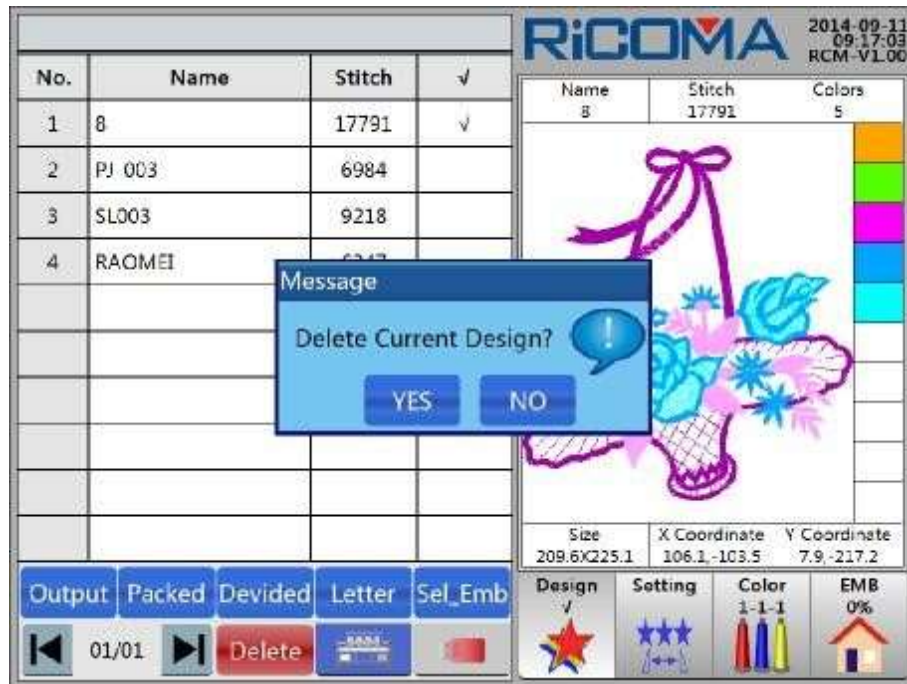 RiCOMA
2014-09-11
09:17:03
RCM-V1.00
No. Name Stitch √
1 8 17791 √
2 PJ 003 6984
3 SL003 9218
4 RAOMEI
Name Stitch Colors
8 17791 5
Message
Delete Current Design?
!
YES NO
Size X Coordinate Y Coordinate
209.6X225.1 106.1,-103.5 7.9,-217.2
Output Packed Devided Letter Sel_Emb
01/01 Delete
Design Setting Color EMB
√ 1-1-1 0%